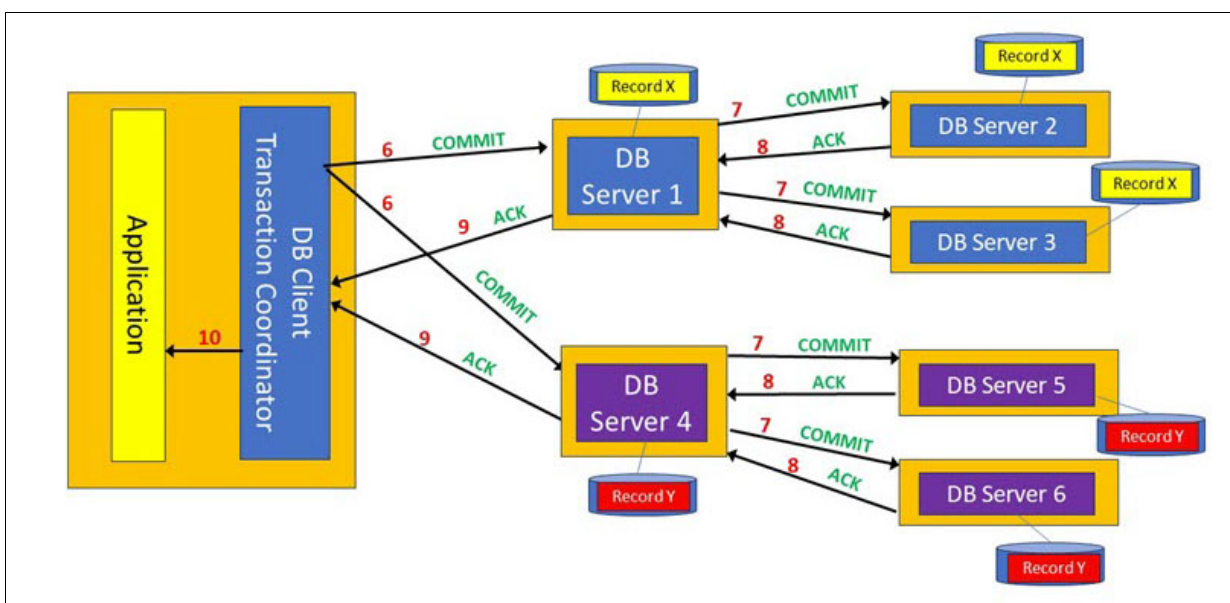 Application
DB Client
Transaction Coordinator
10
6
COMMIT
6
COMMIT
9
ACK
9
ACK
Record X
DB
Server 1
7
COMMIT
8
ACK
7
COMMIT
8
ACK
Record X
DB Server 2
Record X
DB Server 3
DB
Server 4
Record Y
7
COMMIT
8
ACK
7
COMMIT
8
ACK
DB Server 5
Record Y
DB Server 6
Record Y